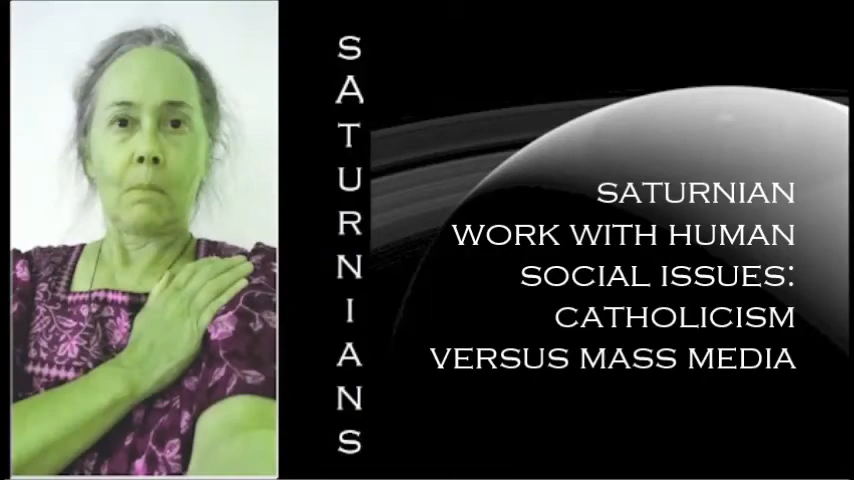 SATURNIANS
SATURNIAN
WORK WITH HUMAN
SOCIAL ISSUES:
CATHOLICISM
VERSUS MASS MEDIA